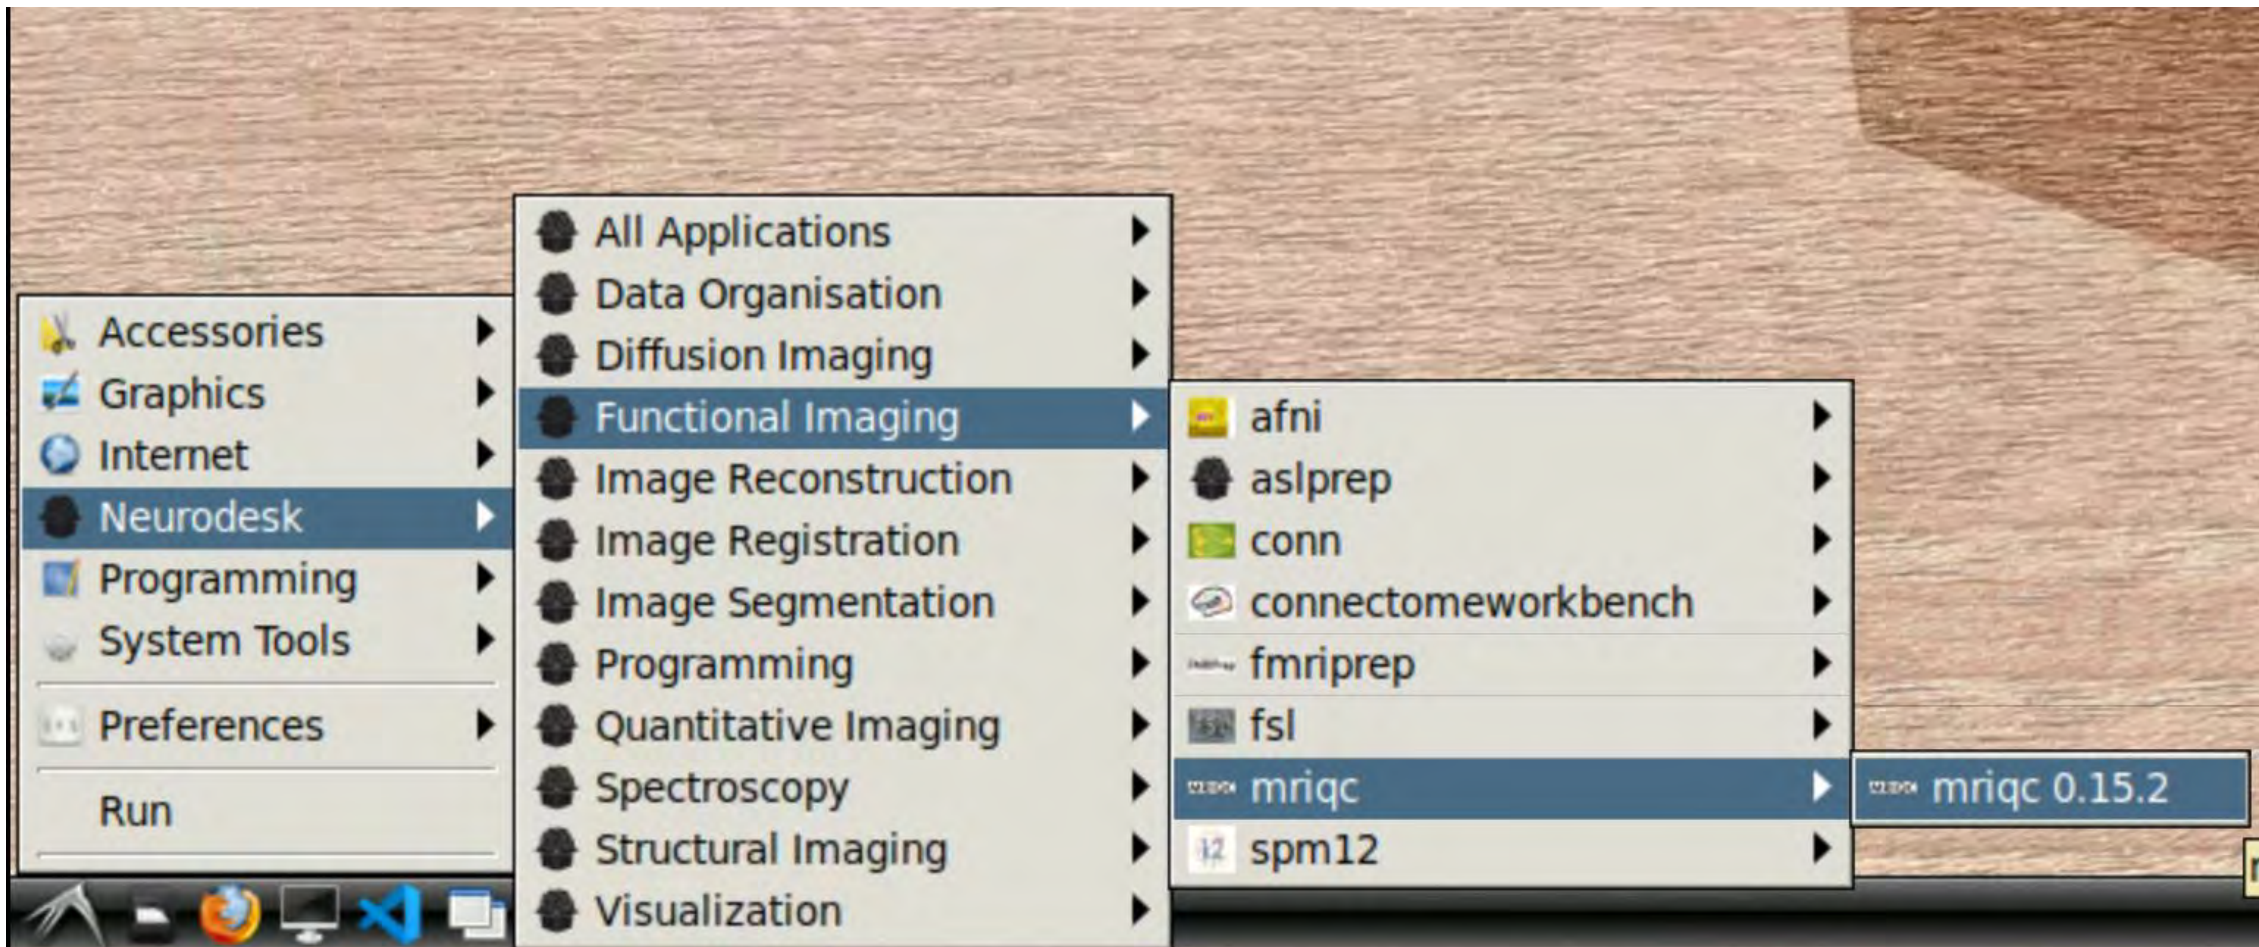 Accessories
Graphics
Internet
Neurodesk
Programming
System Tools
Preferences
Run
All Applications
Data Organisation
Diffusion Imaging
Functional Imaging
Image Reconstruction
Image Registration
Image Segmentation
Programming
Quantitative Imaging
Spectroscopy
Structural Imaging
Visualization
afni
aslprep
conn
connectomeworkbench
fmriprep
fsl
mriqc
spm12
mriqc 0.15.2